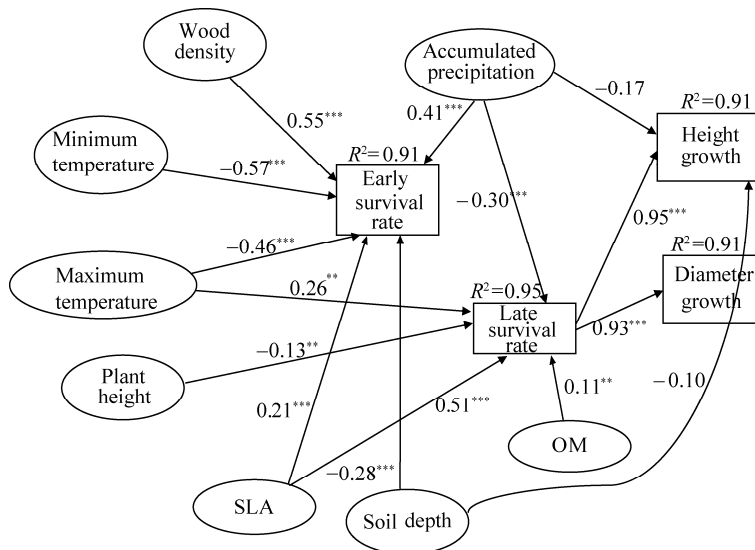 Wood
density
Accumulated
precipitation
−0.17
R²=0.91
Height
growth
0.55***
0.41***
Minimum
temperature
−0.57***
R²=0.91
Early
survival
rate
−0.30***
0.95***
−0.46***
R²=0.91
Diameter
growth
Maximum
temperature
0.26**
R²=0.95
Late
survival
rate
0.93***
−0.13**
Plant
height
0.21***
0.51***
0.11**
−0.10
OM
−0.28***
SLA
Soil depth